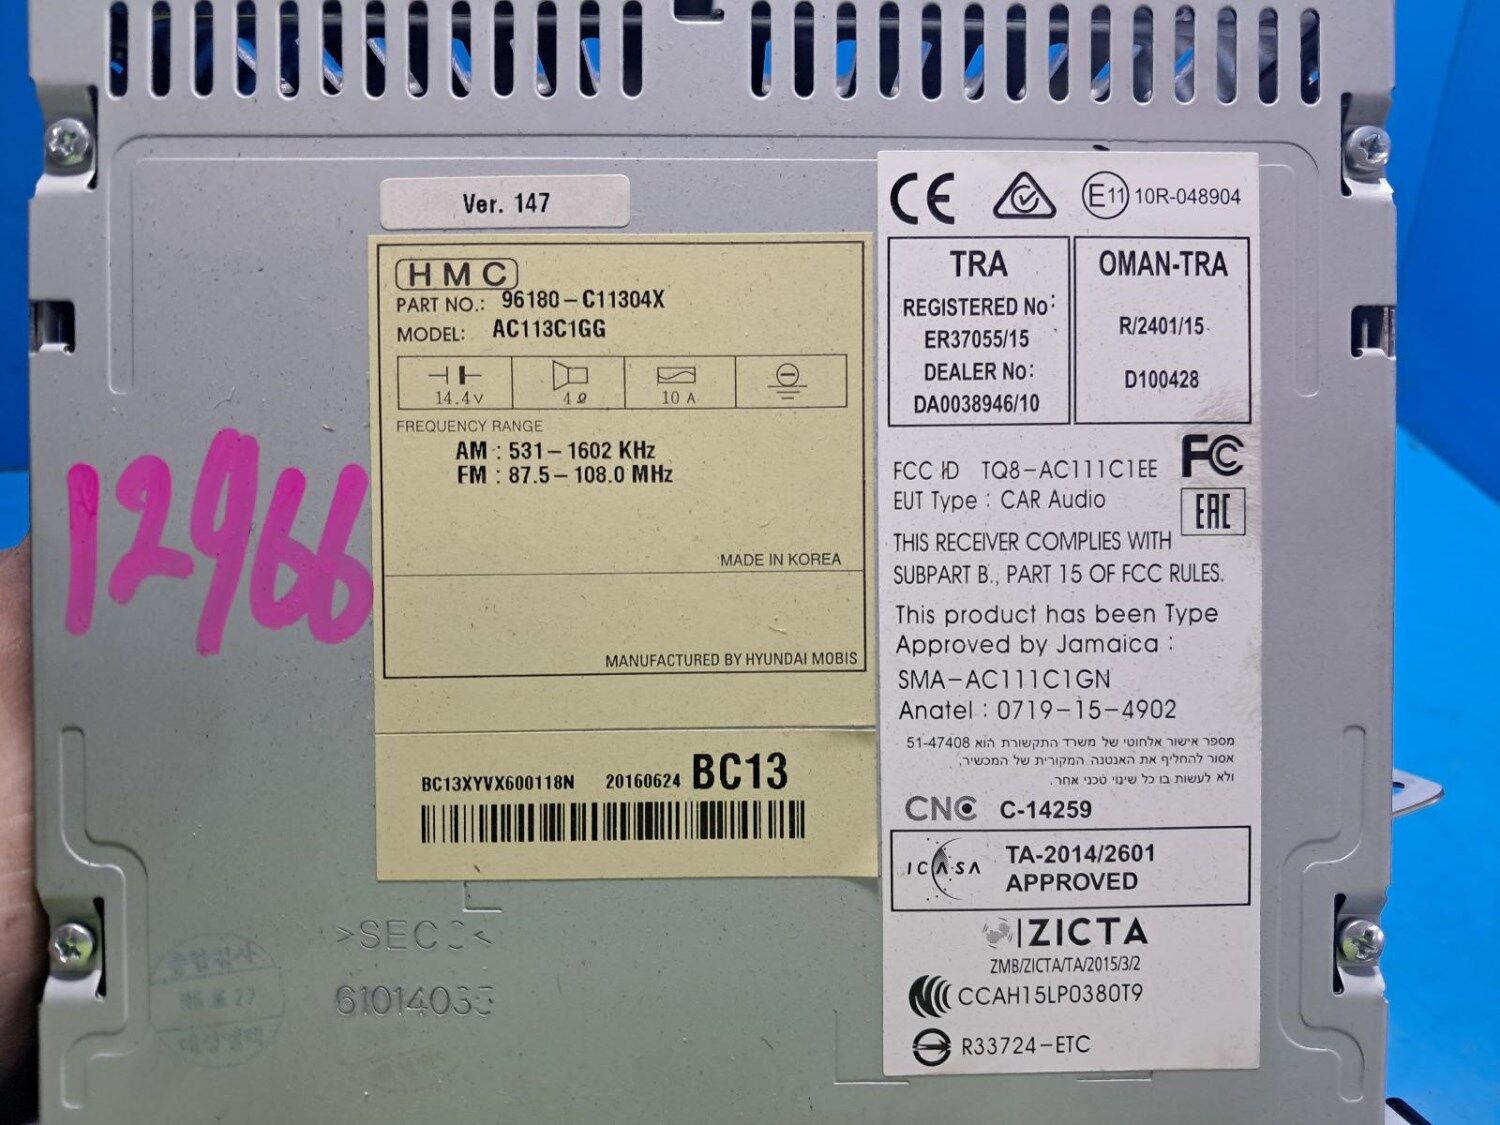 Ver. 147
HMC
PART NO.: 96180-C11304X
MODEL: AC113C1GG
14.4V 4Ω 10 A
FREQUENCY RANGE
AM : 531-1602 KHz
FM : 87.5-108.0 MHz
MADE IN KOREA
MANUFACTURED BY HYUNDAI MOBIS
BC13XYVX600118N 20160624 BC13
12966
>SEC
CE E11 10R-048904
TRA
REGISTERED No:
ER37055/15
DEALER No:
DA0038946/10
OMAN-TRA
R/2401/15
D100428
FCC ID TQ8-AC111C1EE FC
EUT Type : CAR Audio EAC
THIS RECEIVER COMPLIES WITH
SUBPART B., PART 15 OF FCC RULES.
This product has been Type
Approved by Jamaica :
SMA-AC111C1GN
Anatel : 0719-15-4902
מספר אישור אלחוטי של משרד התקשורת הוא 51-47408
אסור להחליף את האנטנה המקורית של המכשיר,
ולא לעשות בו כל שינוי טכני אחר.
CNC C-14259
ICASA TA-2014/2601
APPROVED
ZICTA
ZMB/ZICTA/TA/2015/3/2
CCAH15LP0380T9
R33724-ETC